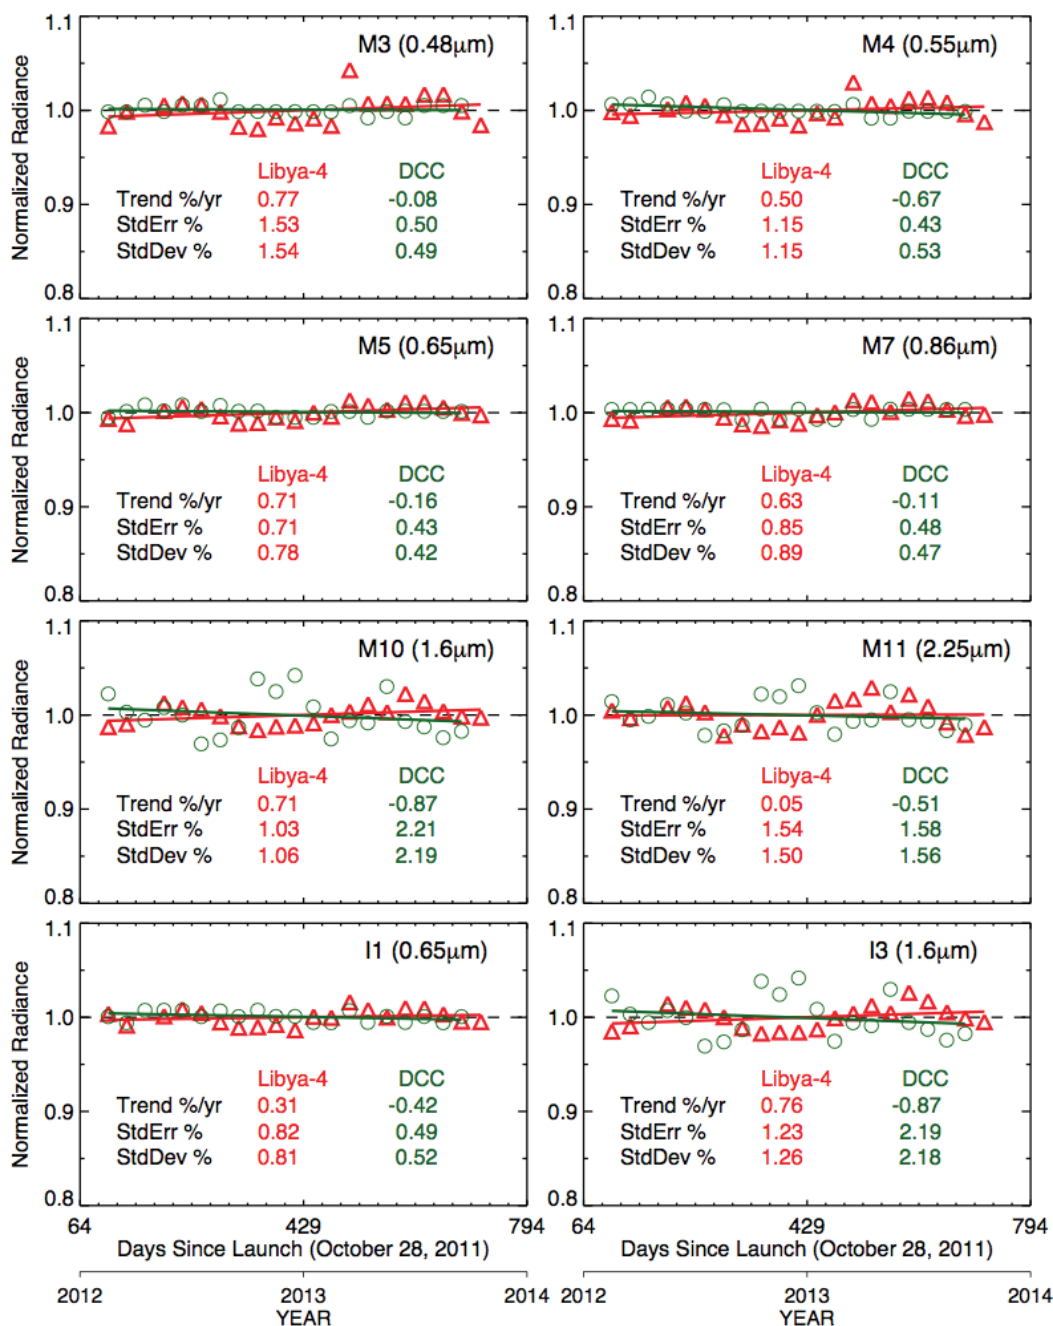 M3 (0.48μm)
1.1
1.0
0.9
0.8
Normalized Radiance
Libya-4 DCC
Trend %/yr 0.77 -0.08
StdErr % 1.53 0.50
StdDev % 1.54 0.49
M4 (0.55μm)
1.1
1.0
0.9
0.8
Libya-4 DCC
Trend %/yr 0.50 -0.67
StdErr % 1.15 0.43
StdDev % 1.15 0.53
M5 (0.65μm)
1.1
1.0
0.9
0.8
Normalized Radiance
Libya-4 DCC
Trend %/yr 0.71 -0.16
StdErr % 0.71 0.43
StdDev % 0.78 0.42
M7 (0.86μm)
1.1
1.0
0.9
0.8
Libya-4 DCC
Trend %/yr 0.63 -0.11
StdErr % 0.85 0.48
StdDev % 0.89 0.47
M10 (1.6μm)
1.1
1.0
0.9
0.8
Normalized Radiance
Libya-4 DCC
Trend %/yr 0.71 -0.87
StdErr % 1.03 2.21
StdDev % 1.06 2.19
M11 (2.25μm)
1.1
1.0
0.9
0.8
Libya-4 DCC
Trend %/yr 0.05 -0.51
StdErr % 1.54 1.58
StdDev % 1.50 1.56
I1 (0.65μm)
1.1
1.0
0.9
0.8
Normalized Radiance
Libya-4 DCC
Trend %/yr 0.31 -0.42
StdErr % 0.82 0.49
StdDev % 0.81 0.52
64 429 794
Days Since Launch (October 28, 2011)
2012 2013 2014
YEAR
I3 (1.6μm)
1.1
1.0
0.9
0.8
Libya-4 DCC
Trend %/yr 0.76 -0.87
StdErr % 1.23 2.19
StdDev % 1.26 2.18
64 429 794
Days Since Launch (October 28, 2011)
2012 2013 2014
YEAR